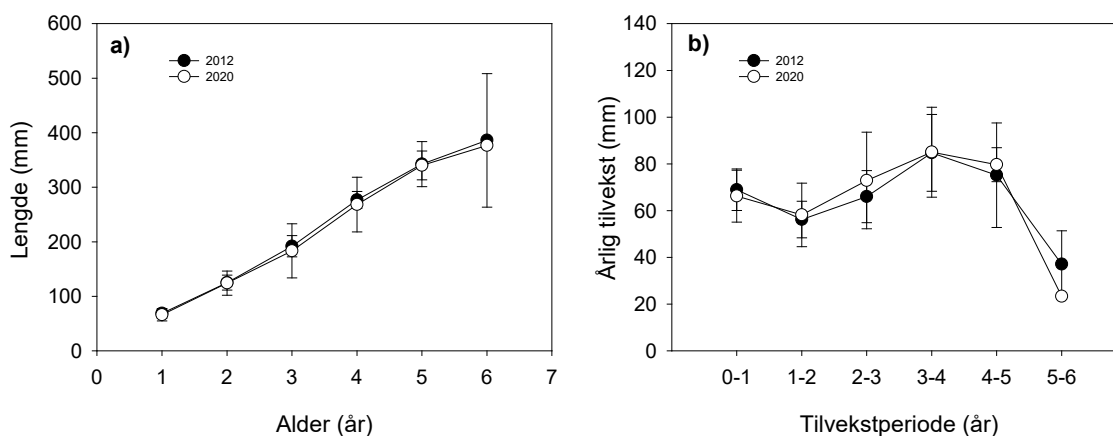 a)
2012
2020
600
500
400
300
200
100
0
Lengde (mm)
0 1 2 3 4 5 6 7
Alder (år)
b)
2012
2020
140
120
100
80
60
40
20
0
Årlig tilvekst (mm)
0-1 1-2 2-3 3-4 4-5 5-6
Tilvekstperiode (år)